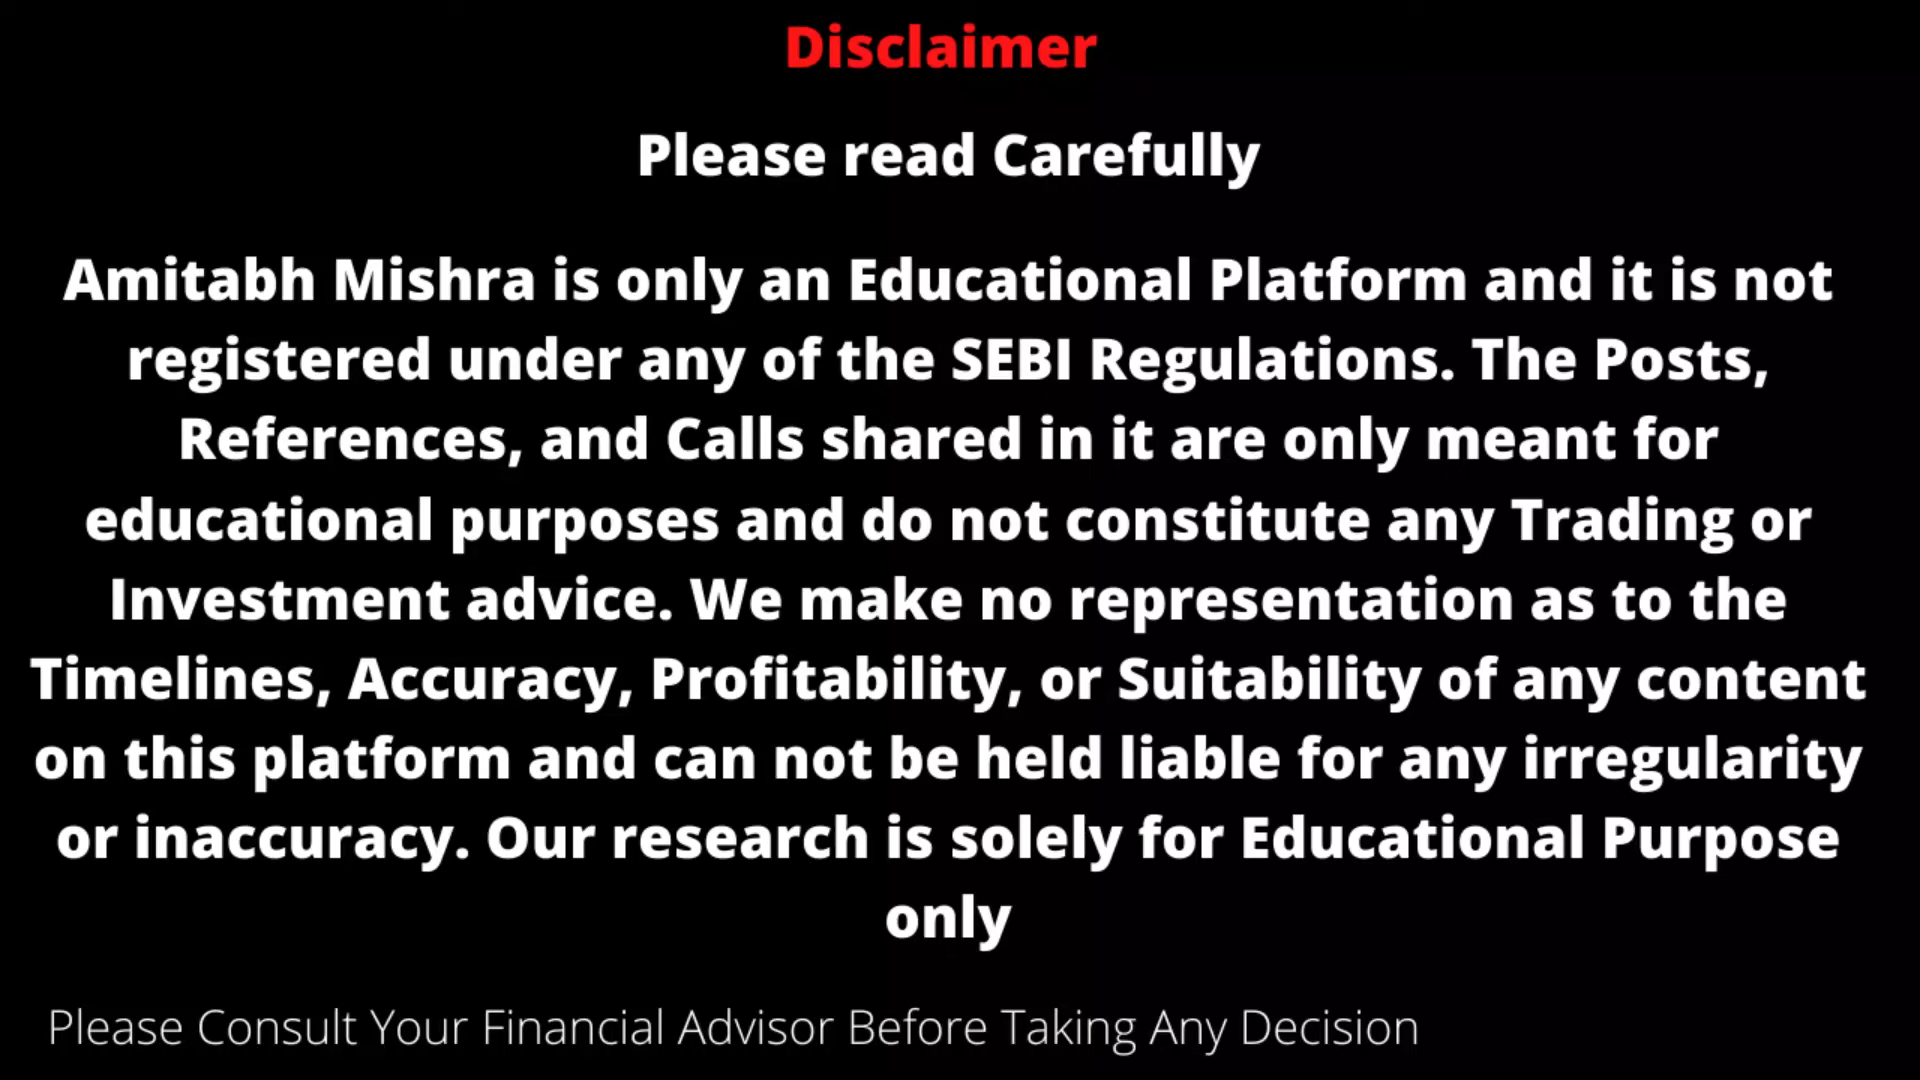 Disclaimer
Please read Carefully
Amitabh Mishra is only an Educational Platform and it is not
registered under any of the SEBI Regulations. The Posts,
References, and Calls shared in it are only meant for
educational purposes and do not constitute any Trading or
Investment advice. We make no representation as to the
Timelines, Accuracy, Profitability, or Suitability of any content
on this platform and can not be held liable for any irregularity
or inaccuracy. Our research is solely for Educational Purpose
only
Please Consult Your Financial Advisor Before Taking Any Decision